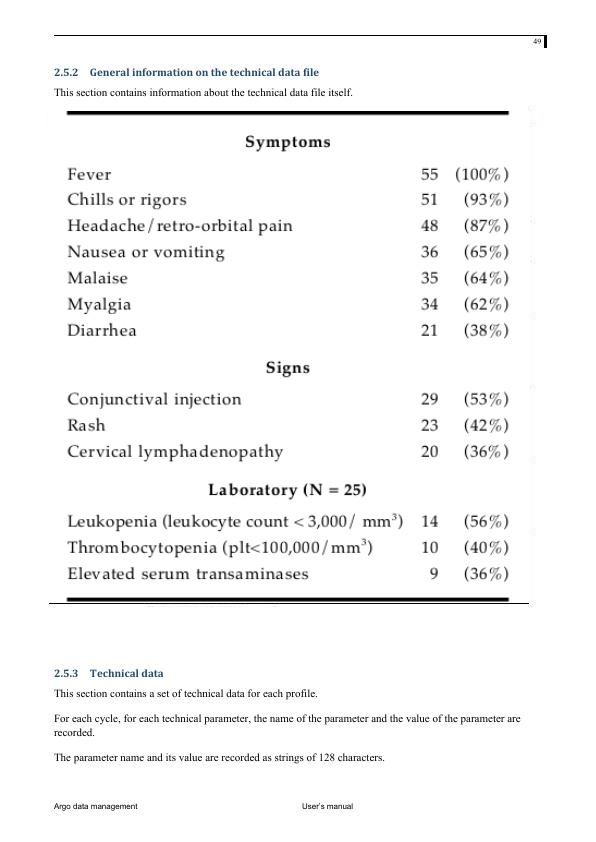 49
2.5.2 General information on the technical data file
This section contains information about the technical data file itself.
Symptoms
Fever 55 (100%)
Chills or rigors 51 (93%)
Headache/retro-orbital pain 48 (87%)
Nausea or vomiting 36 (65%)
Malaise 35 (64%)
Myalgia 34 (62%)
Diarrhea 21 (38%)
Signs
Conjunctival injection 29 (53%)
Rash 23 (42%)
Cervical lymphadenopathy 20 (36%)
Laboratory (N = 25)
Leukopenia (leukocyte count < 3,000/ mm³) 14 (56%)
Thrombocytopenia (plt<100,000/mm³) 10 (40%)
Elevated serum transaminases 9 (36%)
2.5.3 Technical data
This section contains a set of technical data for each profile.
For each cycle, for each technical parameter, the name of the parameter and the value of the parameter are
recorded.
The parameter name and its value are recorded as strings of 128 characters.
Argo data management User's manual